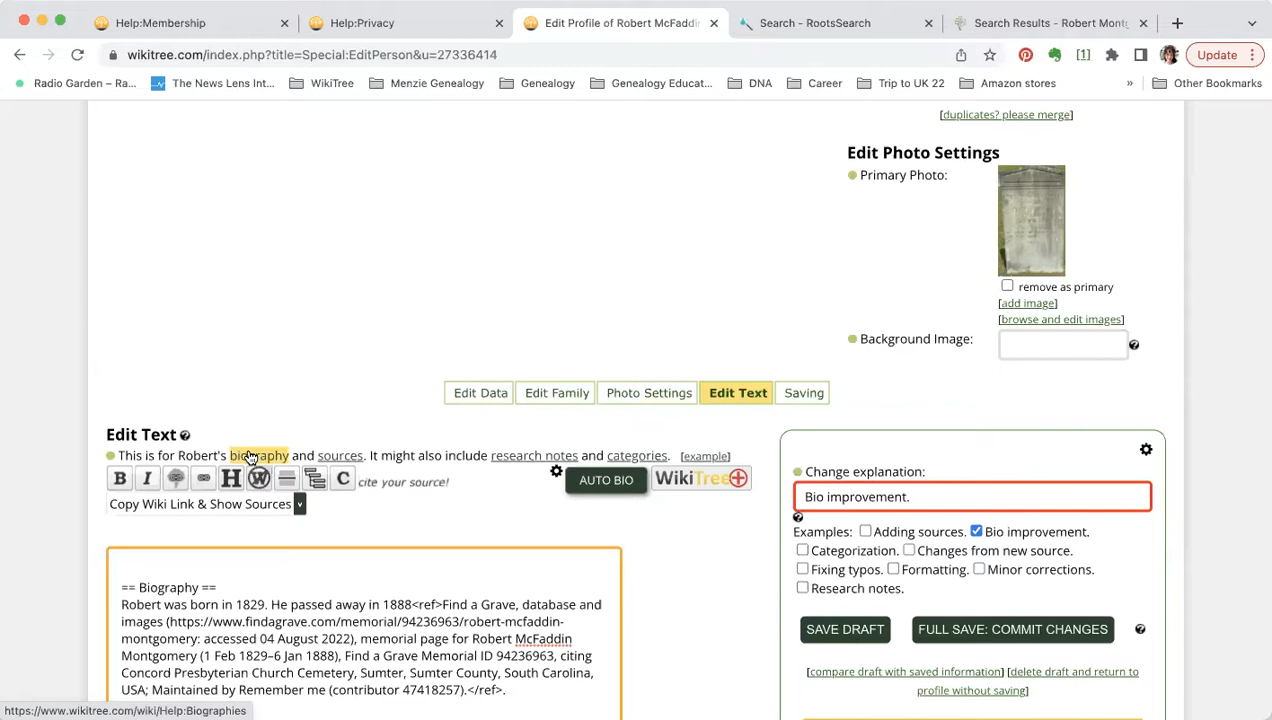 Help:Membership
Help:Privacy
Edit Profile of Robert McFaddin
Search - RootsSearch
Search Results - Robert Mont
wikitree.com/index.php?title=Special:EditPerson&u=27336414
[1]
Update
Radio Garden – Ra...
The News Lens Int...
WikiTree
Menzie Genealogy
Genealogy
Genealogy Educat...
DNA
Career
Trip to UK 22
Amazon stores
»
Other Bookmarks
[duplicates? please merge]
Edit Photo Settings
Primary Photo:
remove as primary
[add image]
[browse and edit images]
Background Image:
Edit Data
Edit Family
Photo Settings
Edit Text
Saving
Edit Text
This is for Robert's biography and sources. It might also include research notes and categories. [example]
B I H W C cite your source!
AUTO BIO
WikiTree+
Copy Wiki Link & Show Sources
== Biography ==
Robert was born in 1829. He passed away in 1888<ref>Find a Grave, database and
images (https://www.findagrave.com/memorial/94236963/robert-mcfaddin-
montgomery: accessed 04 August 2022), memorial page for Robert McFaddin
Montgomery (1 Feb 1829–6 Jan 1888), Find a Grave Memorial ID 94236963, citing
Concord Presbyterian Church Cemetery, Sumter, Sumter County, South Carolina,
USA; Maintained by Remember me (contributor 47418257).</ref>.
Change explanation:
Bio improvement.
Examples: Adding sources. Bio improvement.
Categorization. Changes from new source.
Fixing typos. Formatting. Minor corrections.
Research notes.
SAVE DRAFT
FULL SAVE: COMMIT CHANGES
[compare draft with saved information] [delete draft and return to
profile without saving]
https://www.wikitree.com/wiki/Help:Biographies